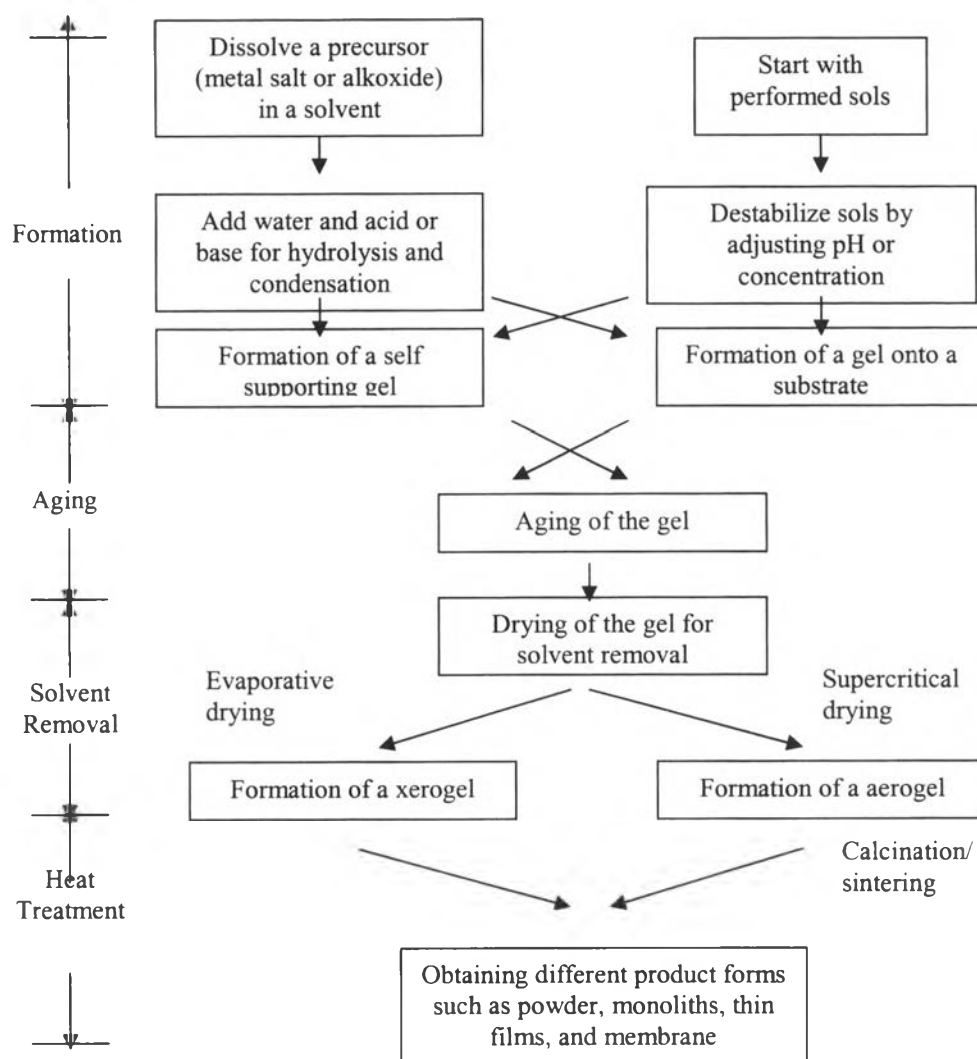 Dissolve a precursor
(metal salt or alkoxide)
in a solvent
Start with
performed sols
Formation
Add water and acid or
base for hydrolysis and
condensation
Destabilize sols by
adjusting pH or
concentration
Formation of a self
supporting gel
Formation of a gel onto a
substrate
Aging
Aging of the gel
Drying of the gel for
solvent removal
Solvent
Removal
Evaporative
drying
Supercritical
drying
Formation of a xerogel
Formation of a aerogel
Heat
Treatment
Calcination/
sintering
Obtaining different product forms
such as powder, monoliths, thin
films, and membrane